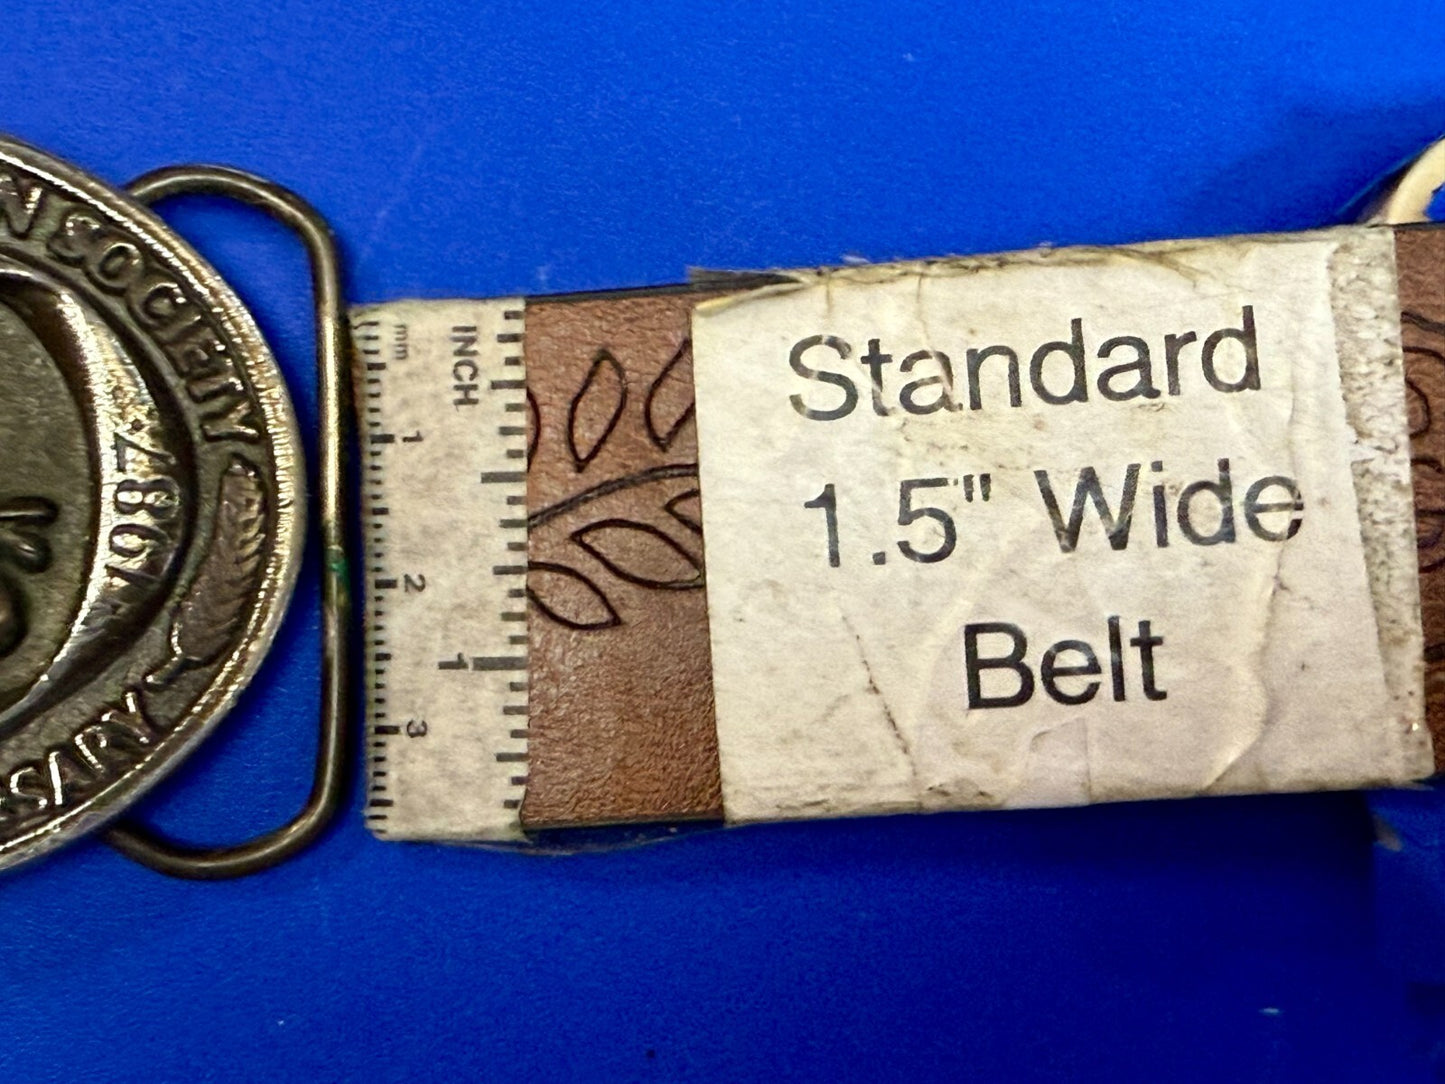 N SOCIETY
1987
SARY
mm
INCH
1
2
3
1
Standard
1.5" Wide
Belt